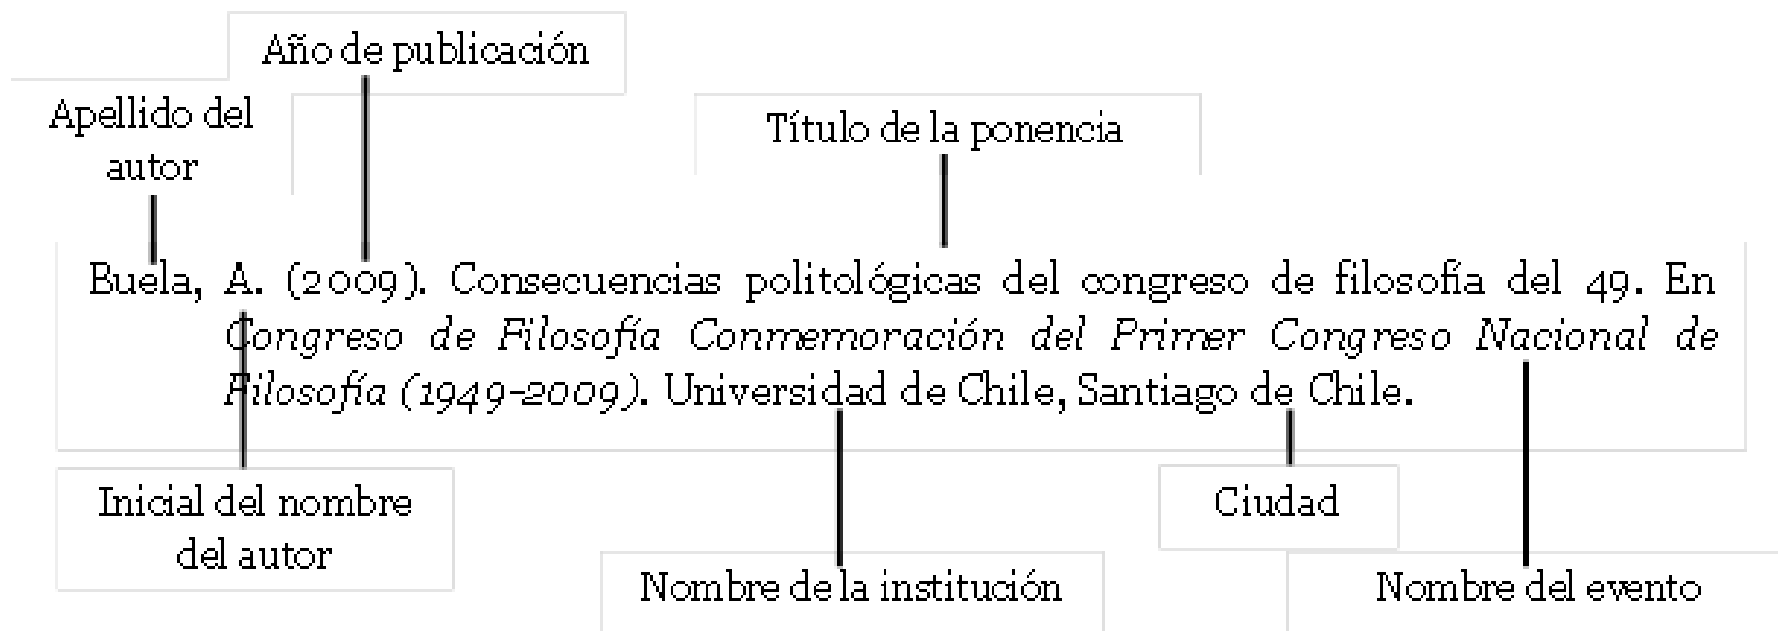 Año de publicación
Apellido del
autor
Título de la ponencia
Buela, A. (2009). Consecuencias politológicas del congreso de filosofía del 49. En
Congreso de Filosofía Conmemoración del Primer Congreso Nacional de
Filosofía (1949-2009). Universidad de Chile, Santiago de Chile.
Inicial del nombre
del autor
Ciudad
Nombre de la institución
Nombre del evento